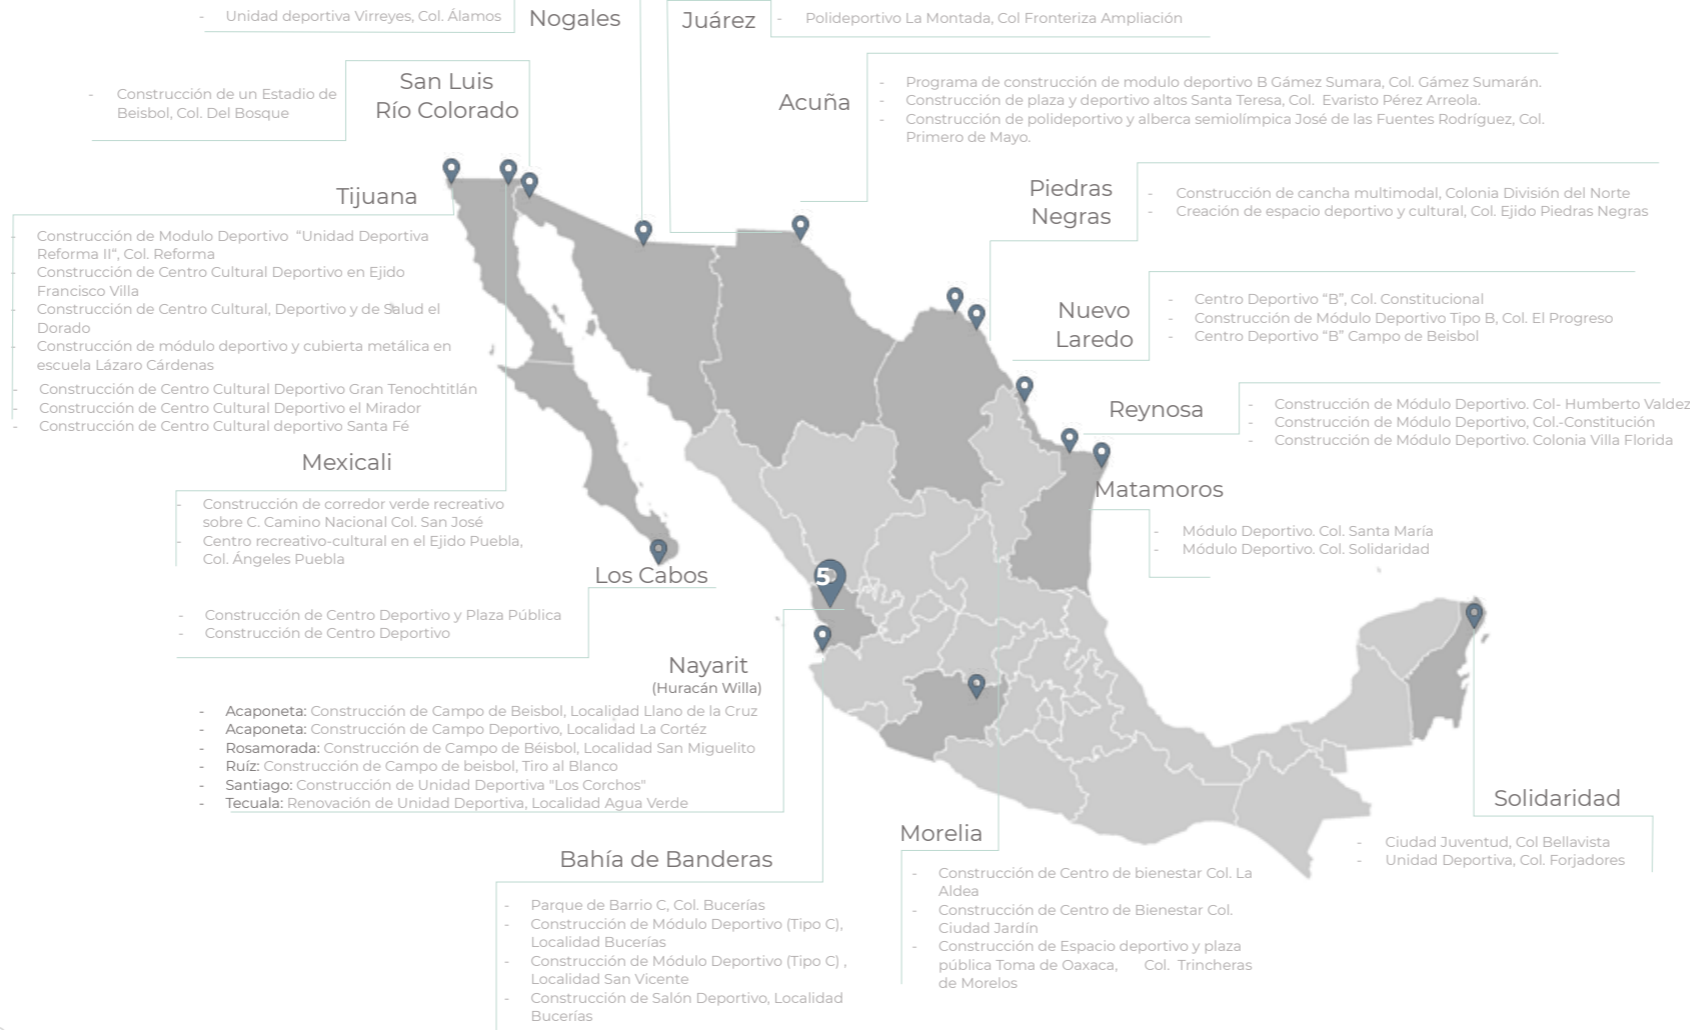 - Unidad deportiva Virreyes, Col. Álamos
Nogales
Juárez
- Polideportivo La Montada, Col Fronteriza Ampliación
San Luis
Río Colorado
- Construcción de un Estadio de
Beisbol, Col. Del Bosque
Acuña
- Programa de construcción de modulo deportivo B Gámez Sumara, Col. Gámez Sumarán.
- Construcción de plaza y deportivo altos Santa Teresa, Col. Evaristo Pérez Arreola.
- Construcción de polideportivo y alberca semiolímpica José de las Fuentes Rodríguez, Col.
Primero de Mayo.
Tijuana
- Construcción de Modulo Deportivo “Unidad Deportiva
Reforma II“, Col. Reforma
- Construcción de Centro Cultural Deportivo en Ejido
Francisco Villa
- Construcción de Centro Cultural, Deportivo y de Salud el
Dorado
- Construcción de módulo deportivo y cubierta metálica en
escuela Lázaro Cárdenas
- Construcción de Centro Cultural Deportivo Gran Tenochtitlán
- Construcción de Centro Cultural Deportivo el Mirador
- Construcción de Centro Cultural deportivo Santa Fé
Piedras
Negras
- Construcción de cancha multimodal, Colonia División del Norte
- Creación de espacio deportivo y cultural, Col. Ejido Piedras Negras
Nuevo
Laredo
- Centro Deportivo “B”, Col. Constitucional
- Construcción de Módulo Deportivo Tipo B, Col. El Progreso
- Centro Deportivo “B” Campo de Beisbol
Reynosa
- Construcción de Módulo Deportivo. Col- Humberto Valdez
- Construcción de Módulo Deportivo, Col.-Constitución
- Construcción de Módulo Deportivo. Colonia Villa Florida
Mexicali
- Construcción de corredor verde recreativo
sobre C. Camino Nacional Col. San José
- Centro recreativo-cultural en el Ejido Puebla,
Col. Ángeles Puebla
Matamoros
- Módulo Deportivo. Col. Santa María
- Módulo Deportivo. Col. Solidaridad
Los Cabos
- Construcción de Centro Deportivo y Plaza Pública
- Construcción de Centro Deportivo
5
Nayarit
(Huracán Willa)
- Acaponeta: Construcción de Campo de Beisbol, Localidad Llano de la Cruz
- Acaponeta: Construcción de Campo Deportivo, Localidad La Cortéz
- Rosamorada: Construcción de Campo de Béisbol, Localidad San Miguelito
- Ruíz: Construcción de Campo de beisbol, Tiro al Blanco
- Santiago: Construcción de Unidad Deportiva "Los Corchos"
- Tecuala: Renovación de Unidad Deportiva, Localidad Agua Verde
Bahía de Banderas
- Parque de Barrio C, Col. Bucerías
- Construcción de Módulo Deportivo (Tipo C),
Localidad Bucerías
- Construcción de Módulo Deportivo (Tipo C) ,
Localidad San Vicente
- Construcción de Salón Deportivo, Localidad
Bucerías
Morelia
- Construcción de Centro de bienestar Col. La
Aldea
- Construcción de Centro de Bienestar Col.
Ciudad Jardín
- Construcción de Espacio deportivo y plaza
pública Toma de Oaxaca, Col. Trincheras
de Morelos
Solidaridad
- Ciudad Juventud, Col Bellavista
- Unidad Deportiva, Col. Forjadores